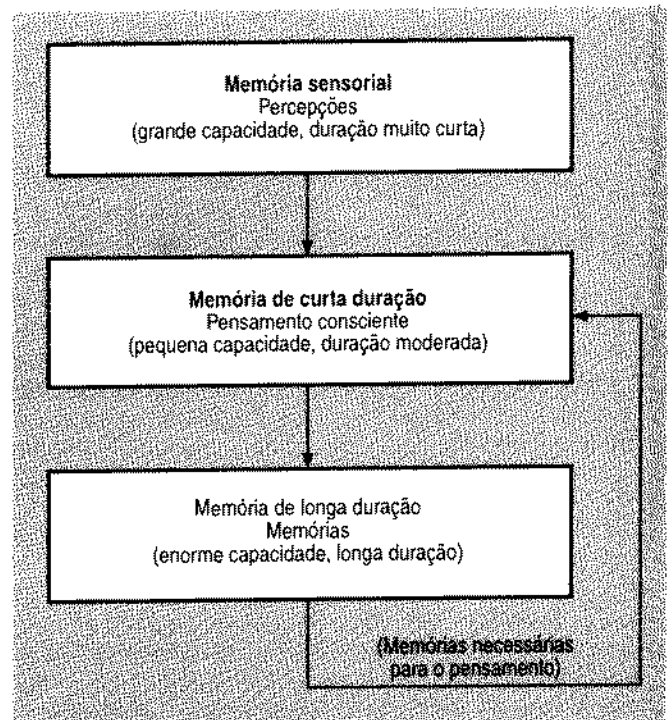 Memória sensorial
Percepções
(grande capacidade, duração muito curta)
Memória de curta duração
Pensamento consciente
(pequena capacidade, duração moderada)
Memória de longa duração
Memórias
(enorme capacidade, longa duração)
(Memórias necessárias
para o pensamento)